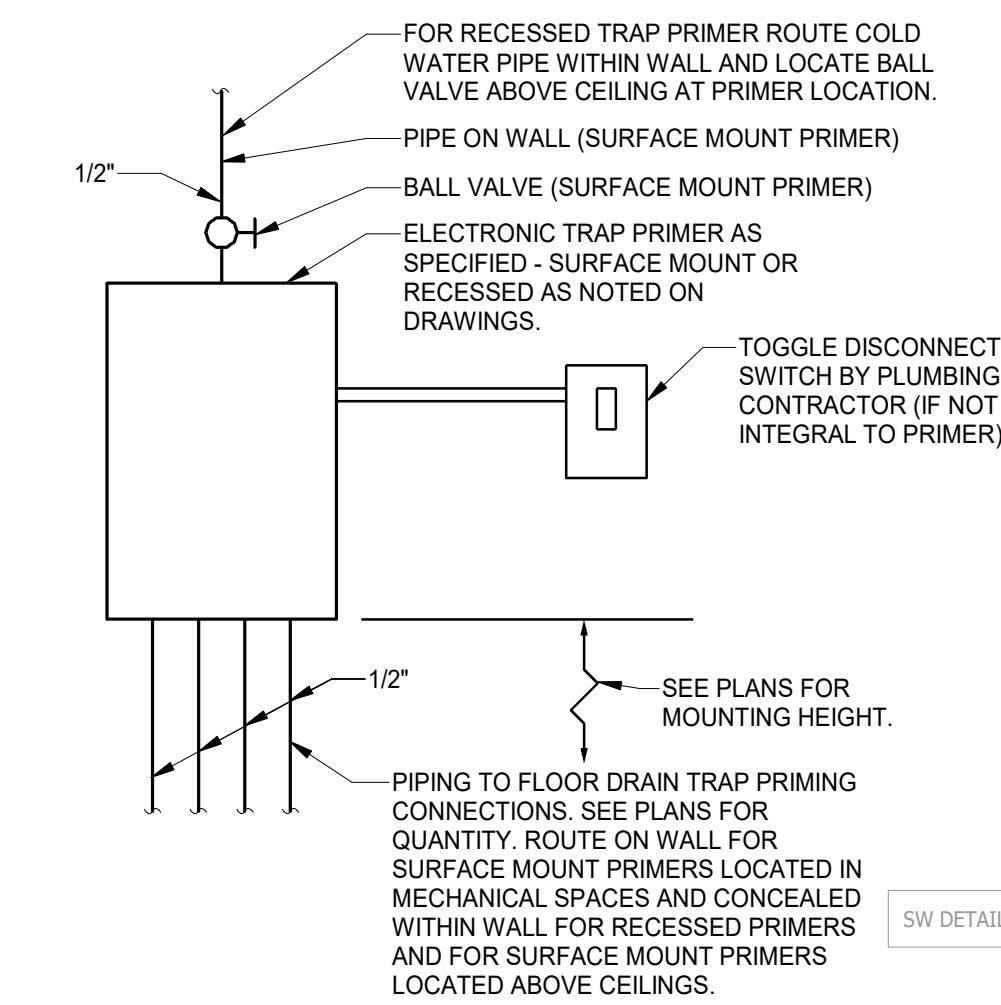 FOR RECESSED TRAP PRIMER ROUTE COLD
WATER PIPE WITHIN WALL AND LOCATE BALL
VALVE ABOVE CEILING AT PRIMER LOCATION.
PIPE ON WALL (SURFACE MOUNT PRIMER)
1/2"
BALL VALVE (SURFACE MOUNT PRIMER)
ELECTRONIC TRAP PRIMER AS
SPECIFIED - SURFACE MOUNT OR
RECESSED AS NOTED ON
DRAWINGS.
TOGGLE DISCONNECT
SWITCH BY PLUMBING
CONTRACTOR (IF NOT
INTEGRAL TO PRIMER)
1/2"
SEE PLANS FOR
MOUNTING HEIGHT.
PIPING TO FLOOR DRAIN TRAP PRIMING
CONNECTIONS. SEE PLANS FOR
QUANTITY. ROUTE ON WALL FOR
SURFACE MOUNT PRIMERS LOCATED IN
MECHANICAL SPACES AND CONCEALED
WITHIN WALL FOR RECESSED PRIMERS
AND FOR SURFACE MOUNT PRIMERS
LOCATED ABOVE CEILINGS.
SW DETAIL